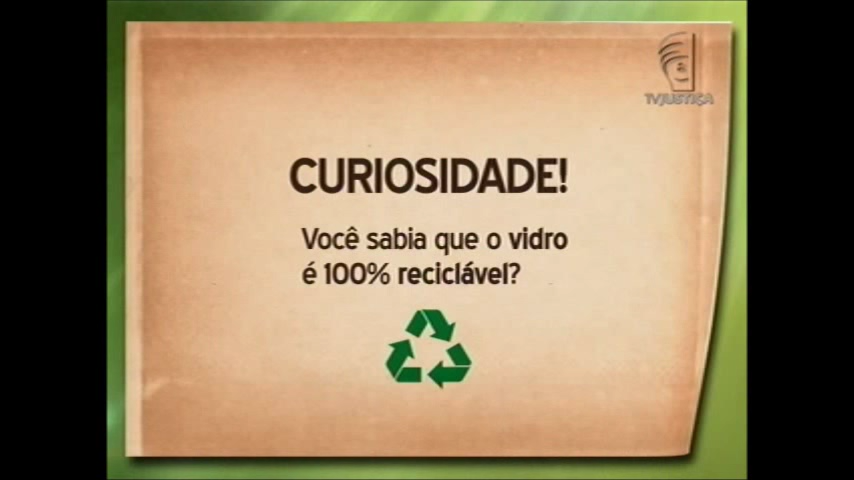 TVJUSTIÇA
CURIOSIDADE!
Você sabia que o vidro
é 100% reciclável?